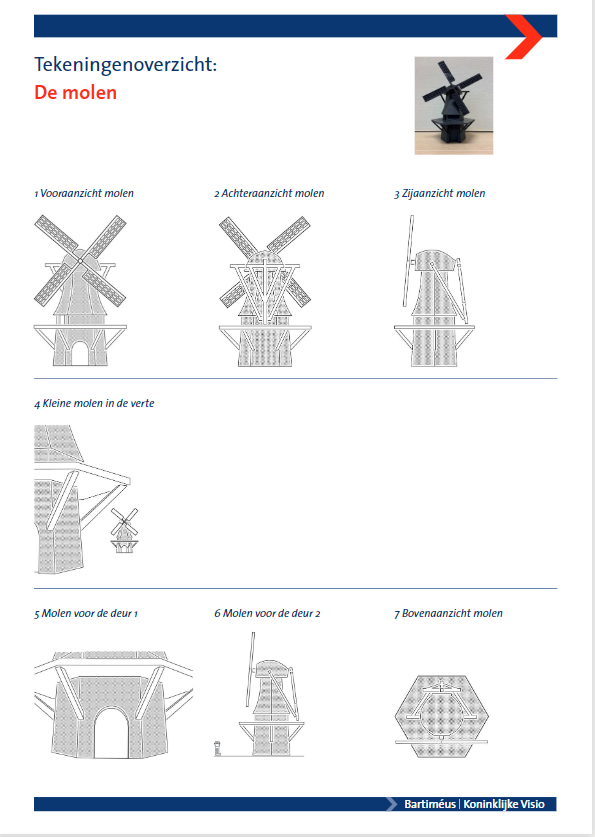 Tekeningenoverzicht:
De molen
1 Vooraanzicht molen
2 Achteraanzicht molen
3 Zijaanzicht molen
4 Kleine molen in de verte
5 Molen voor de deur 1
6 Molen voor de deur 2
7 Bovenaanzicht molen
Bartiméus | Koninklijke Visio